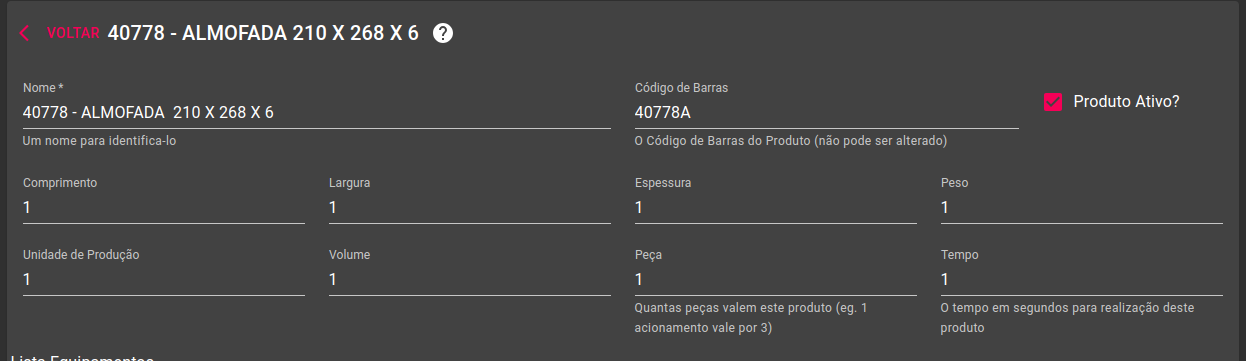 VOLTAR 40778 - ALMOFADA 210 X 268 X 6 ?
Nome *
Código de Barras
40778 - ALMOFADA  210 X 268 X 6
40778A
Produto Ativo?
Um nome para identifica-lo
O Código de Barras do Produto (não pode ser alterado)
Comprimento
Largura
Espessura
Peso
1
1
1
1
Unidade de Produção
Volume
Peça
Tempo
1
1
1
1
Quantas peças valem este produto (eg. 1
acionamento vale por 3)
O tempo em segundos para realização deste
produto
Lista Equipamentos